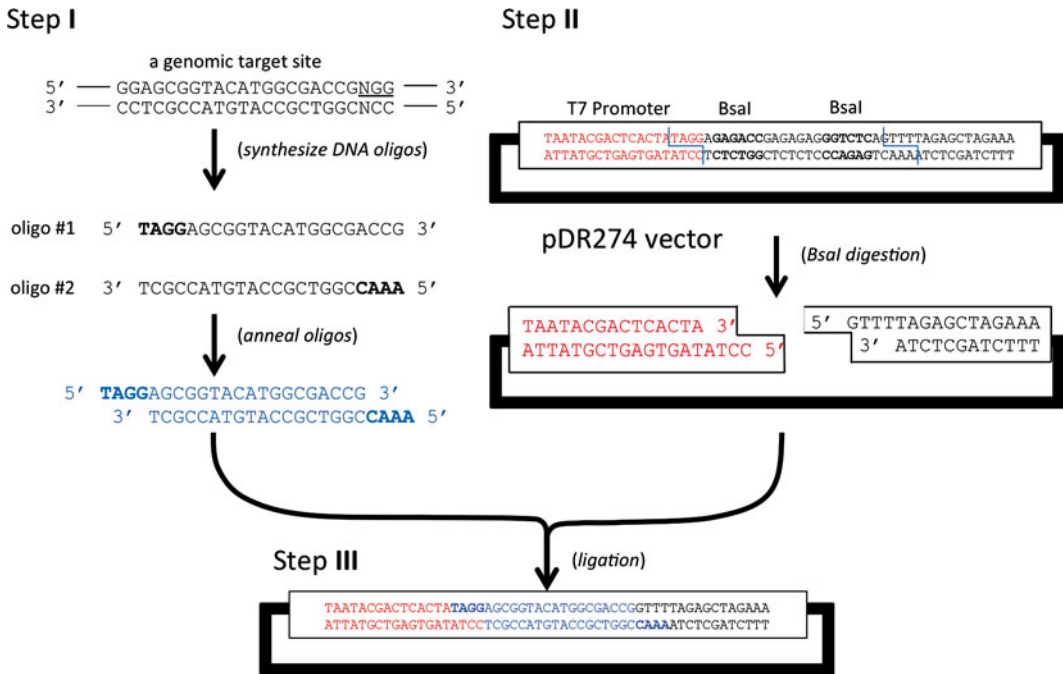 Step I
a genomic target site
5’ GGAGCGGTACATGGCGACCGNGG 3’
3’ CCTCGCCATGTACCGCTGGCNCC 5’
(synthesize DNA oligos)
oligo #1 5’ TAGGAGCGGTACATGGCGACCG 3’
oligo #2 3’ TCGCCATGTACCGCTGGCCAAA 5’
(anneal oligos)
5’ TAGGAGCGGTACATGGCGACCG 3’
3’ TCGCCATGTACCGCTGGCCAAA 5’
Step II
T7 Promoter BsaI BsaI
TAATACGACTCACTATAGGAGAGACCGAGAGAGGGTCTCAGTTTTAGAGCTAGAAA
ATTATGCTGAGTGATATCCTCTCTGGCTCTCTCCCAGAGTCAAAATCTCGATCTTT
pDR274 vector
(BsaI digestion)
TAATACGACTCACTA 3’
ATTATGCTGAGTGATATCC 5’
5’ GTTTTAGAGCTAGAAA
3’ ATCTCGATCTTT
Step III
(ligation)
TAATACGACTCACTATAGGAGCGGTACATGGCGACCGGTTTTAGAGCTAGAAA
ATTATGCTGAGTGATATCCTCGCCATGTACCGCTGGCCAAAATCTCGATCTTT